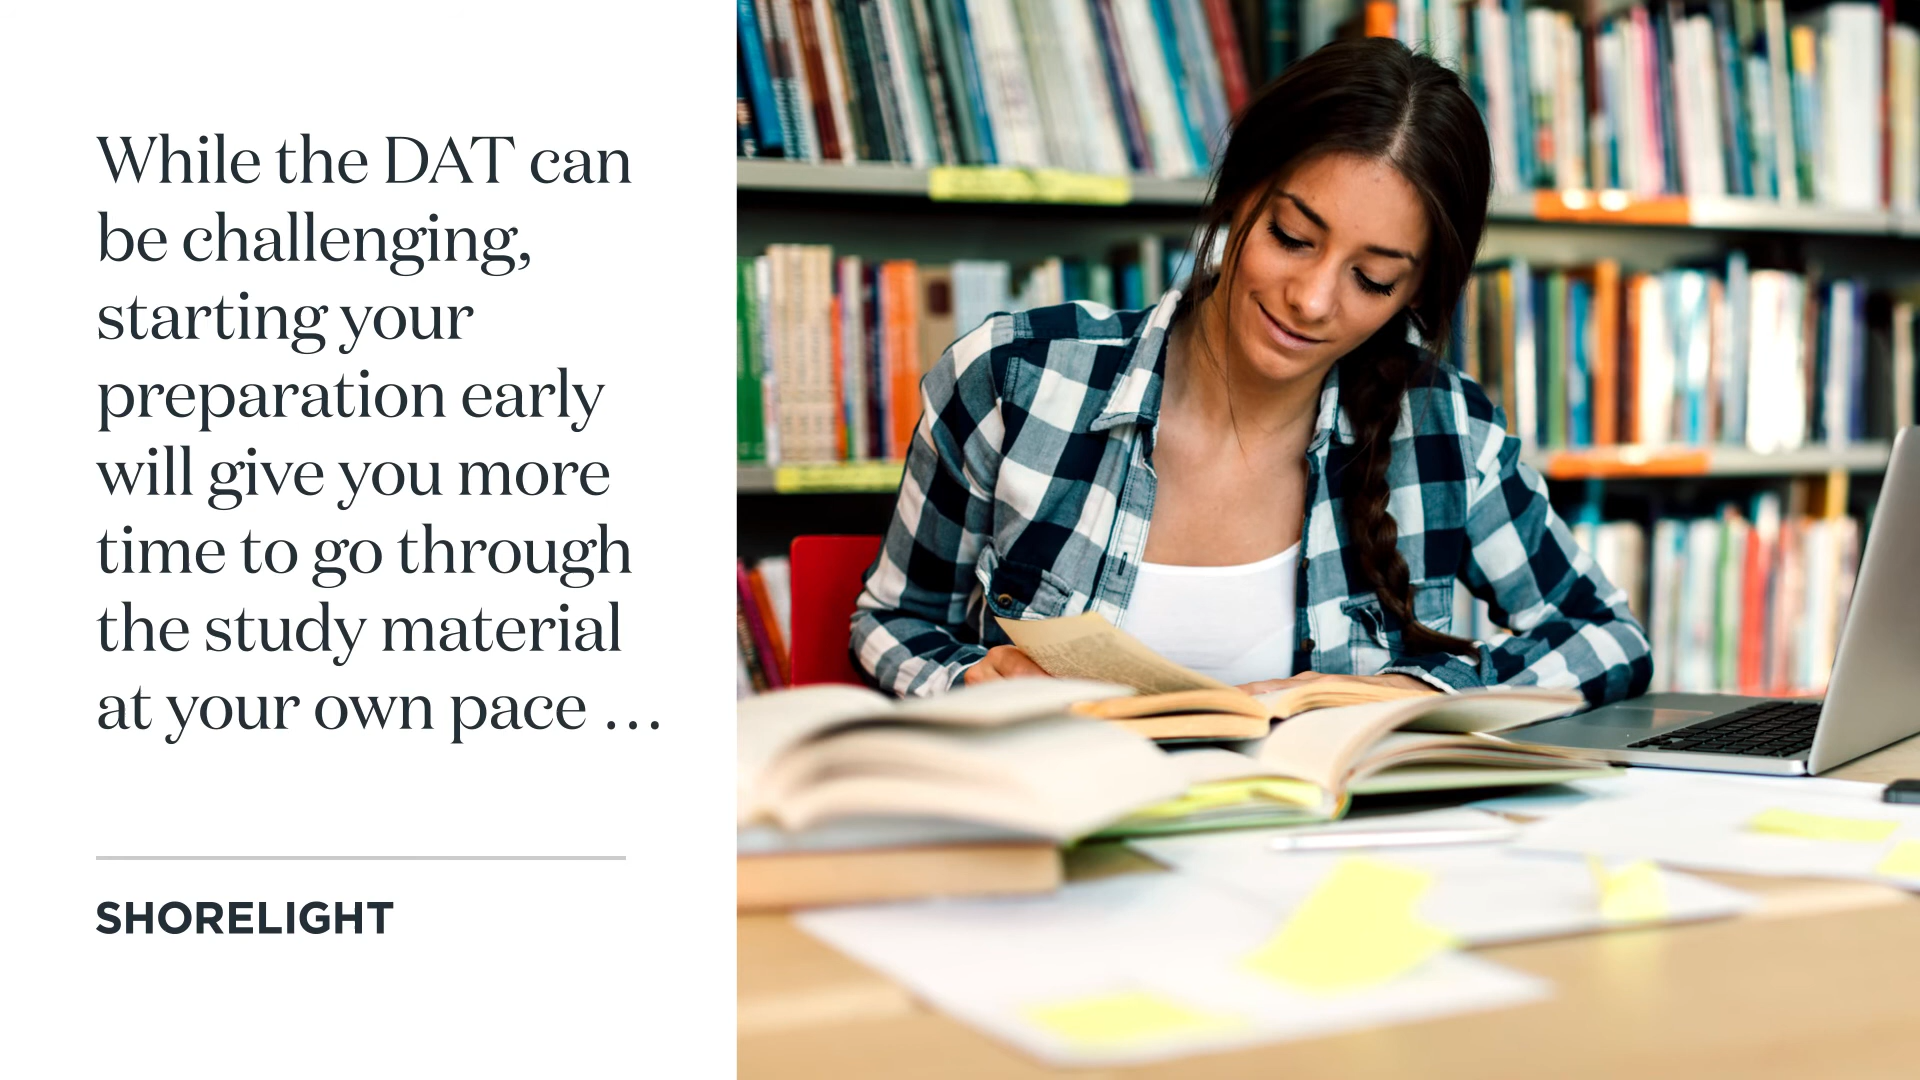 While the DAT can
be challenging,
starting your
preparation early
will give you more
time to go through
the study material
at your own pace …
SHORELIGHT